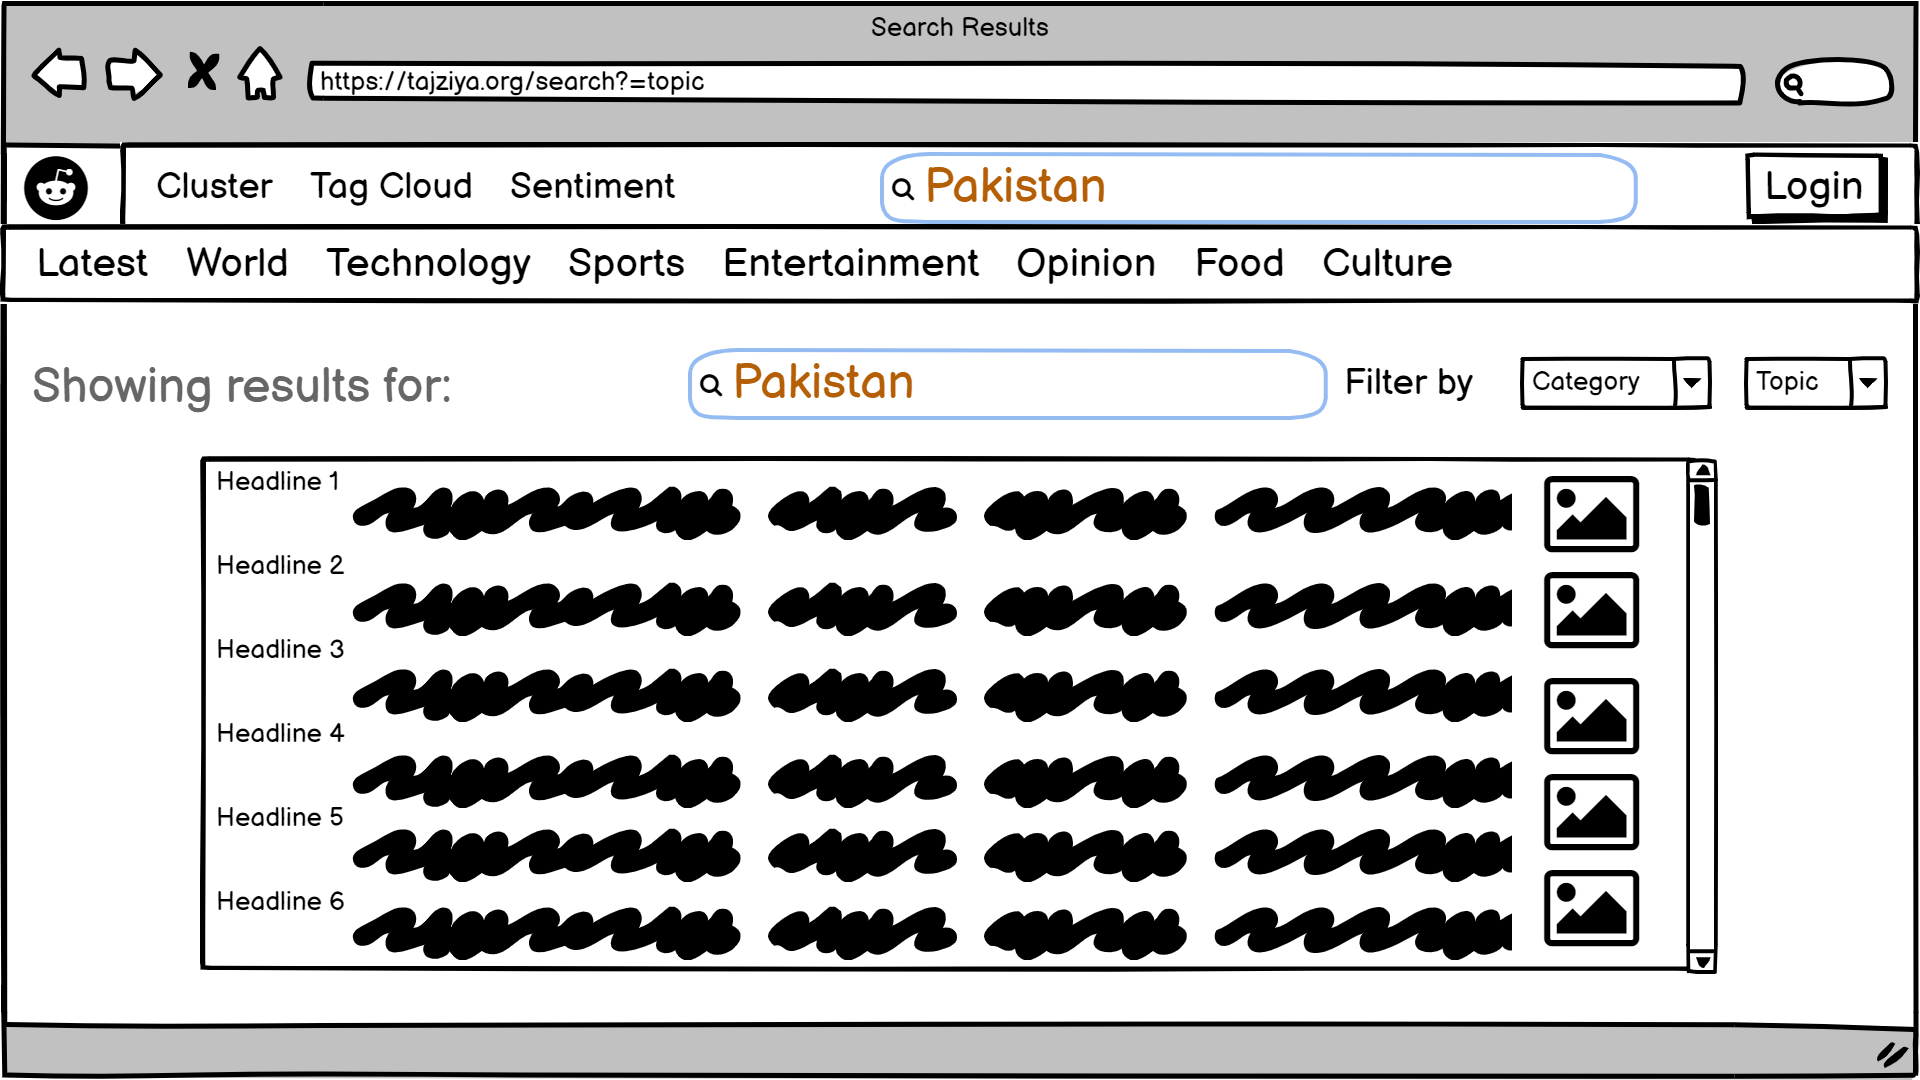 Search Results
https://tajziya.org/search?=topic
Cluster Tag Cloud Sentiment Pakistan Login
Latest World Technology Sports Entertainment Opinion Food Culture
Showing results for: Pakistan Filter by Category Topic
Headline 1
Headline 2
Headline 3
Headline 4
Headline 5
Headline 6